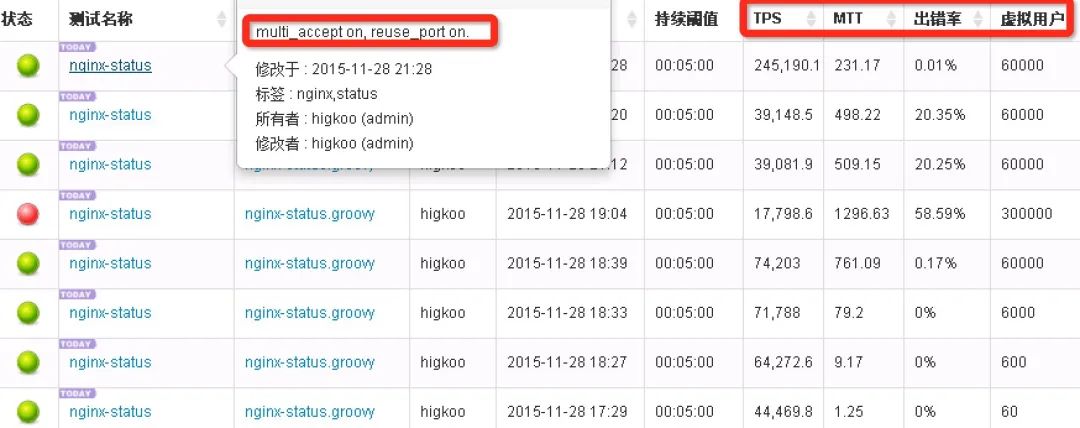 状态 测试名称 持续阈值 TPS MTT 出错率 虚拟用户
multi_accept on, reuse_port on.
修改于 : 2015-11-28 21:28
标签 : nginx,status
所有者 : higkoo (admin)
修改者 : higkoo (admin)
TODAY
nginx-status 28 00:05:00 245,190.1 231.17 0.01% 60000
TODAY
nginx-status 20 00:05:00 39,148.5 498.22 20.35% 60000
TODAY
nginx-status nginx-status.groovy higkoo 12 00:05:00 39,081.9 509.15 20.25% 60000
TODAY
nginx-status nginx-status.groovy higkoo 2015-11-28 19:04 00:05:00 17,798.6 1296.63 58.59% 300000
TODAY
nginx-status nginx-status.groovy higkoo 2015-11-28 18:39 00:05:00 74,203 761.09 0.17% 60000
TODAY
nginx-status nginx-status.groovy higkoo 2015-11-28 18:33 00:05:00 71,788 79.2 0% 6000
TODAY
nginx-status nginx-status.groovy higkoo 2015-11-28 18:27 00:05:00 64,272.6 9.17 0% 600
TODAY
nginx-status nginx-status.groovy higkoo 2015-11-28 17:29 00:05:00 44,469.8 1.25 0% 60